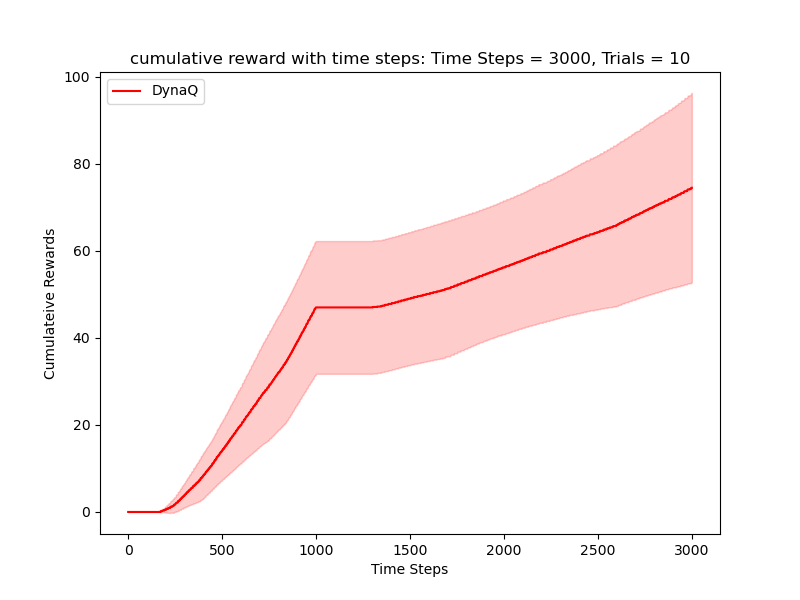 cumulative reward with time steps: Time Steps = 3000, Trials = 10
DynaQ
100
80
60
40
20
0
Cumulateive Rewards
0 500 1000 1500 2000 2500 3000
Time Steps